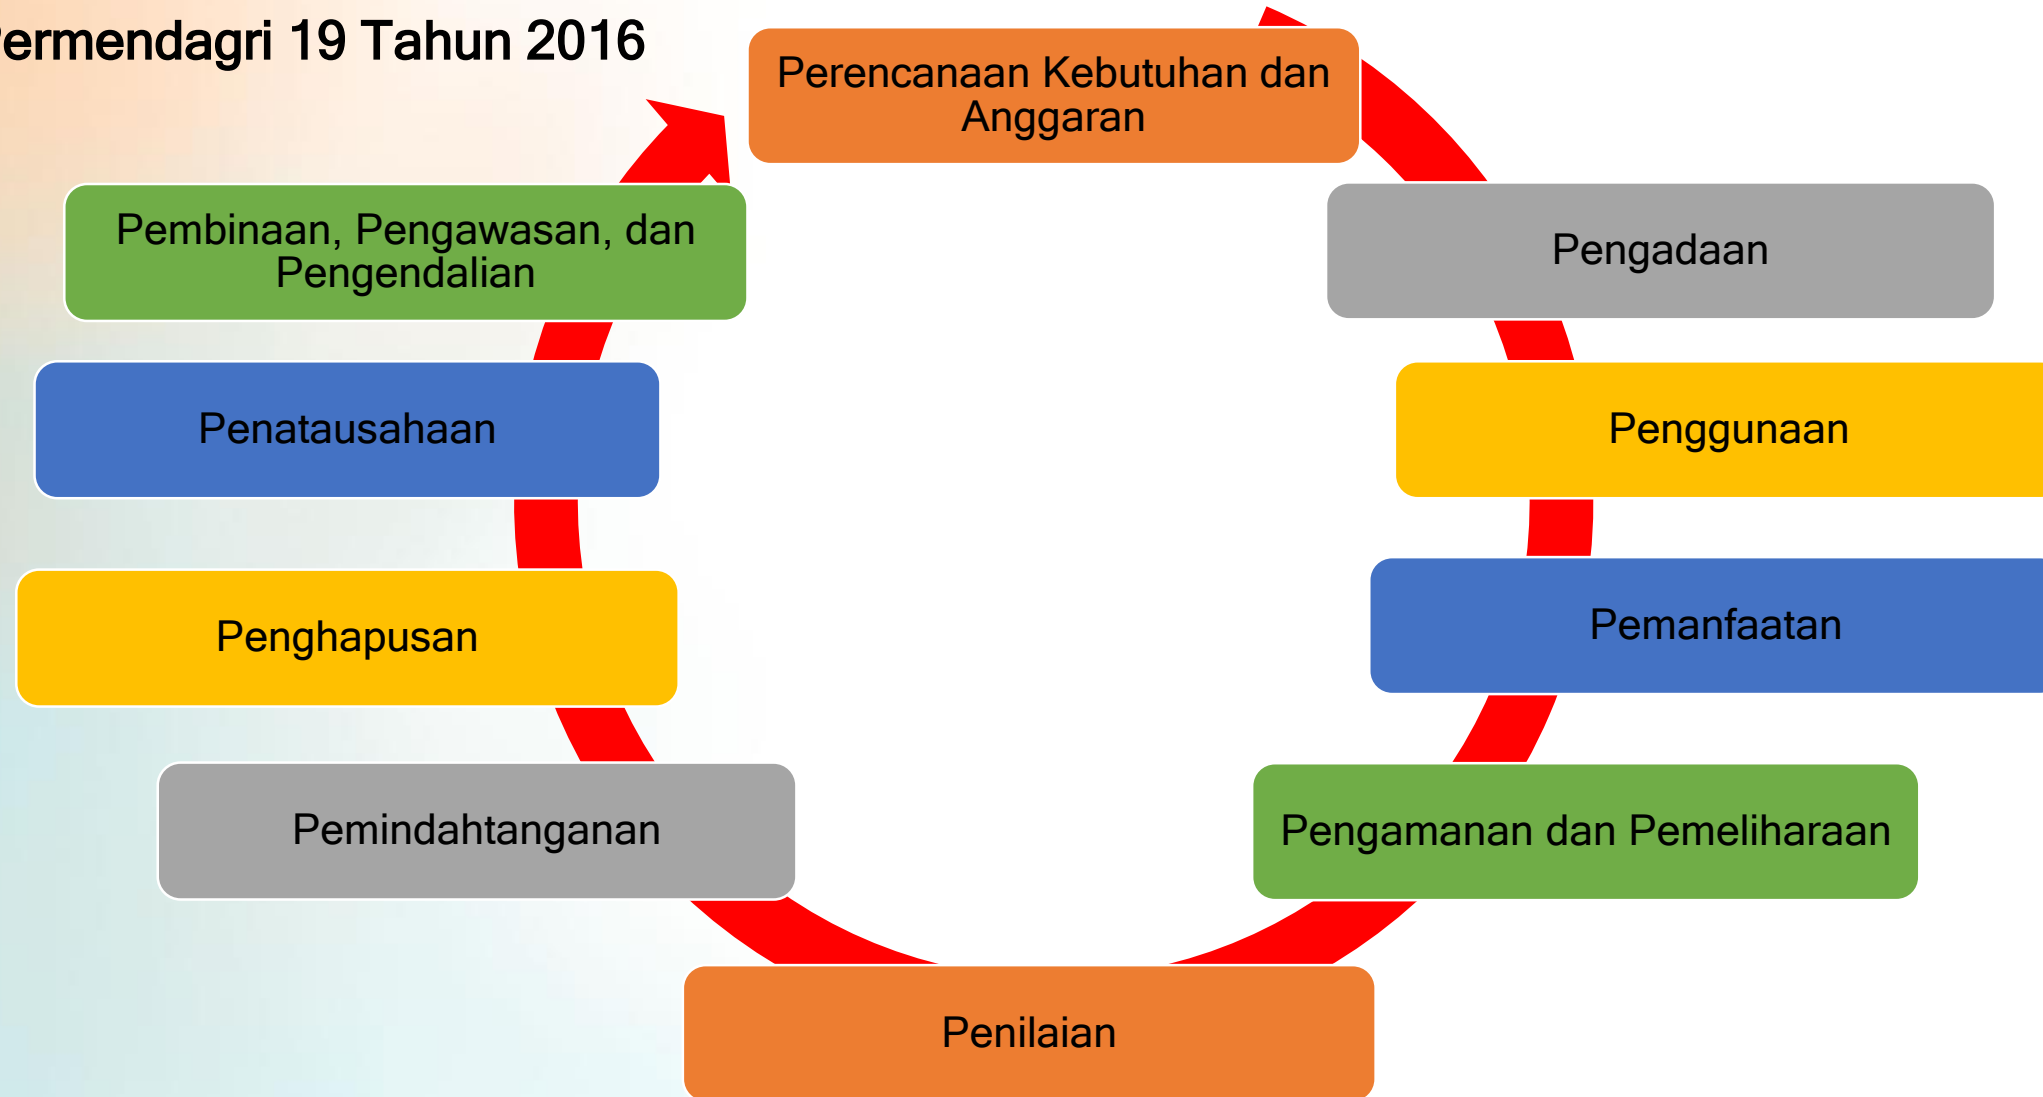 ermendagri 19 Tahun 2016
Perencanaan Kebutuhan dan
Anggaran
Pengadaan
Penggunaan
Pemanfaatan
Pengamanan dan Pemeliharaan
Penilaian
Pemindahtanganan
Penghapusan
Penatausahaan
Pembinaan, Pengawasan, dan
Pengendalian